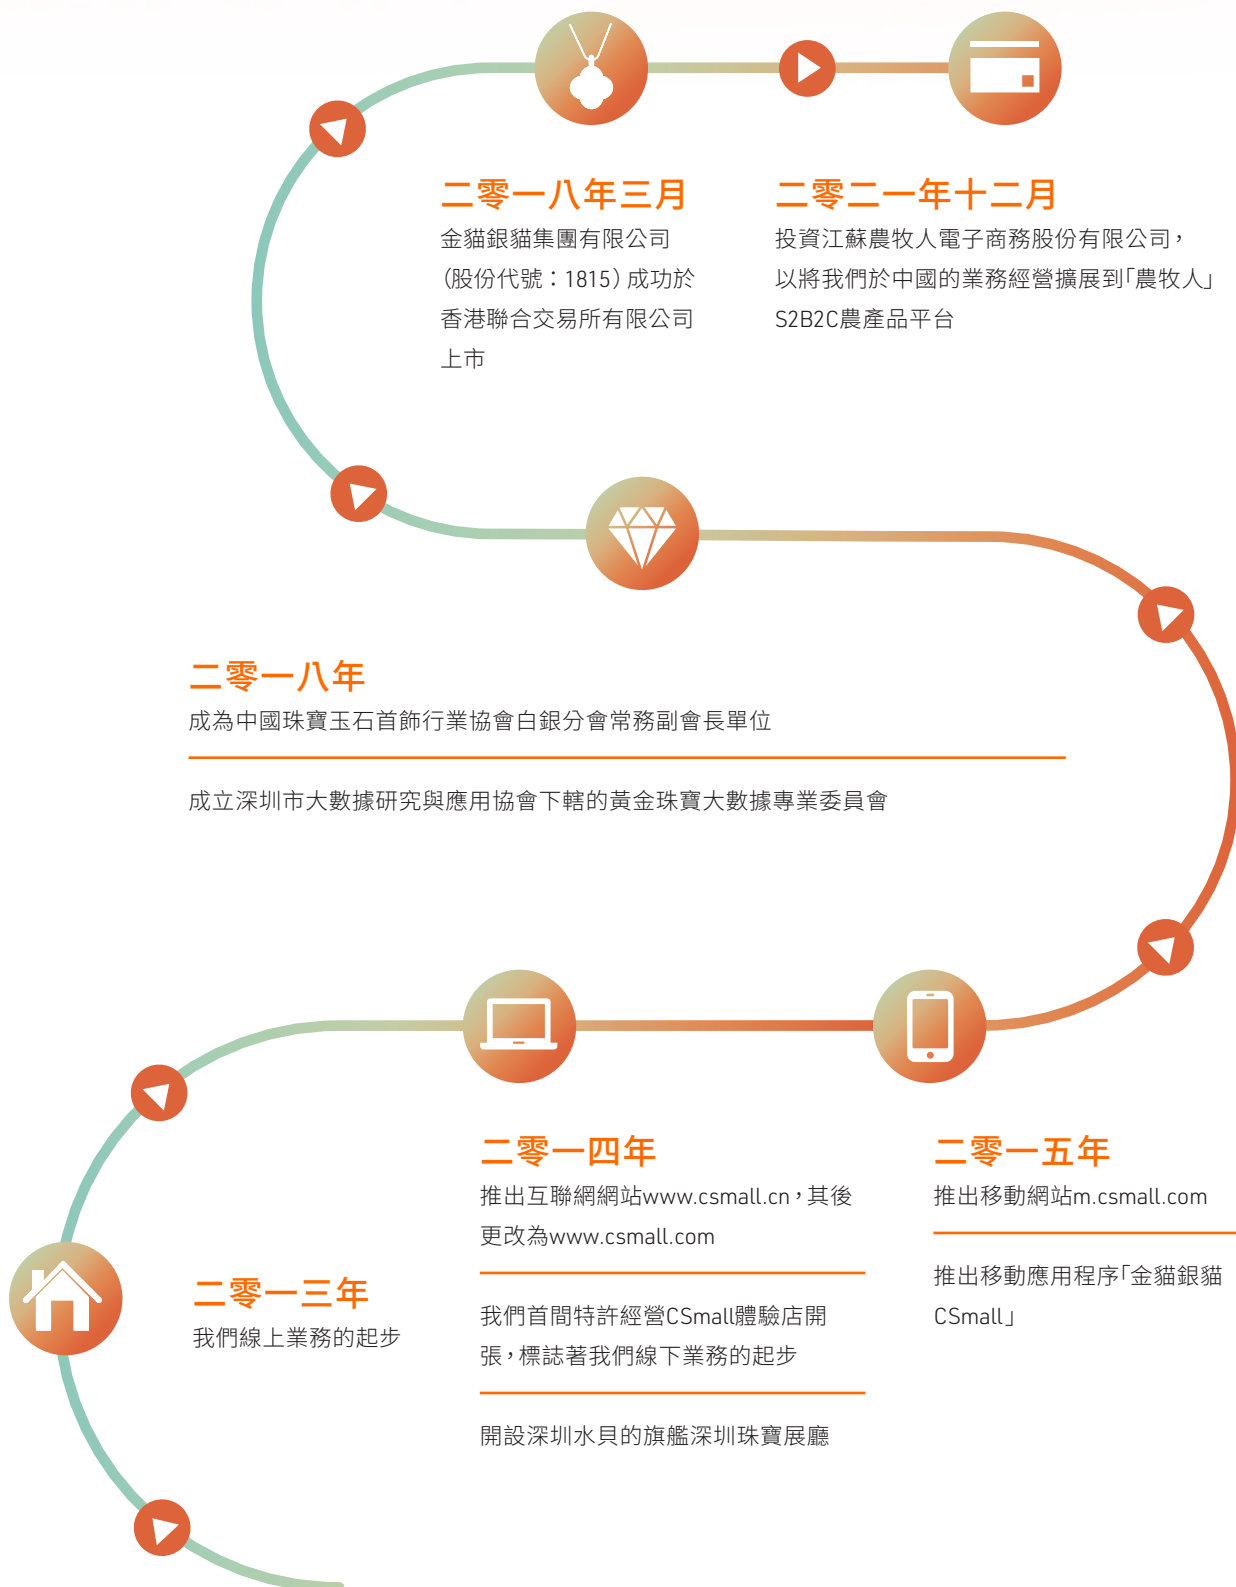 二零一八年三月
金貓銀貓集團有限公司
（股份代號：1815）成功於
香港聯合交易所有限公司
上市
二零二一年十二月
投資江蘇農牧人電子商務股份有限公司，
以將我們於中國的業務經營擴展到「農牧人」
S2B2C農產品平台
二零一八年
成為中國珠寶玉石首飾行業協會白銀分會常務副會長單位
成立深圳市大數據研究與應用協會下轄的黃金珠寶大數據專業委員會
二零一三年
我們線上業務的起步
二零一四年
推出互聯網網站www.csmall.cn，其後
更改為www.csmall.com
我們首間特許經營CSmall體驗店開
張，標誌著我們線下業務的起步
開設深圳水貝的旗艦深圳珠寶展廳
二零一五年
推出移動網站m.csmall.com
推出移動應用程序「金貓銀貓
CSmall」